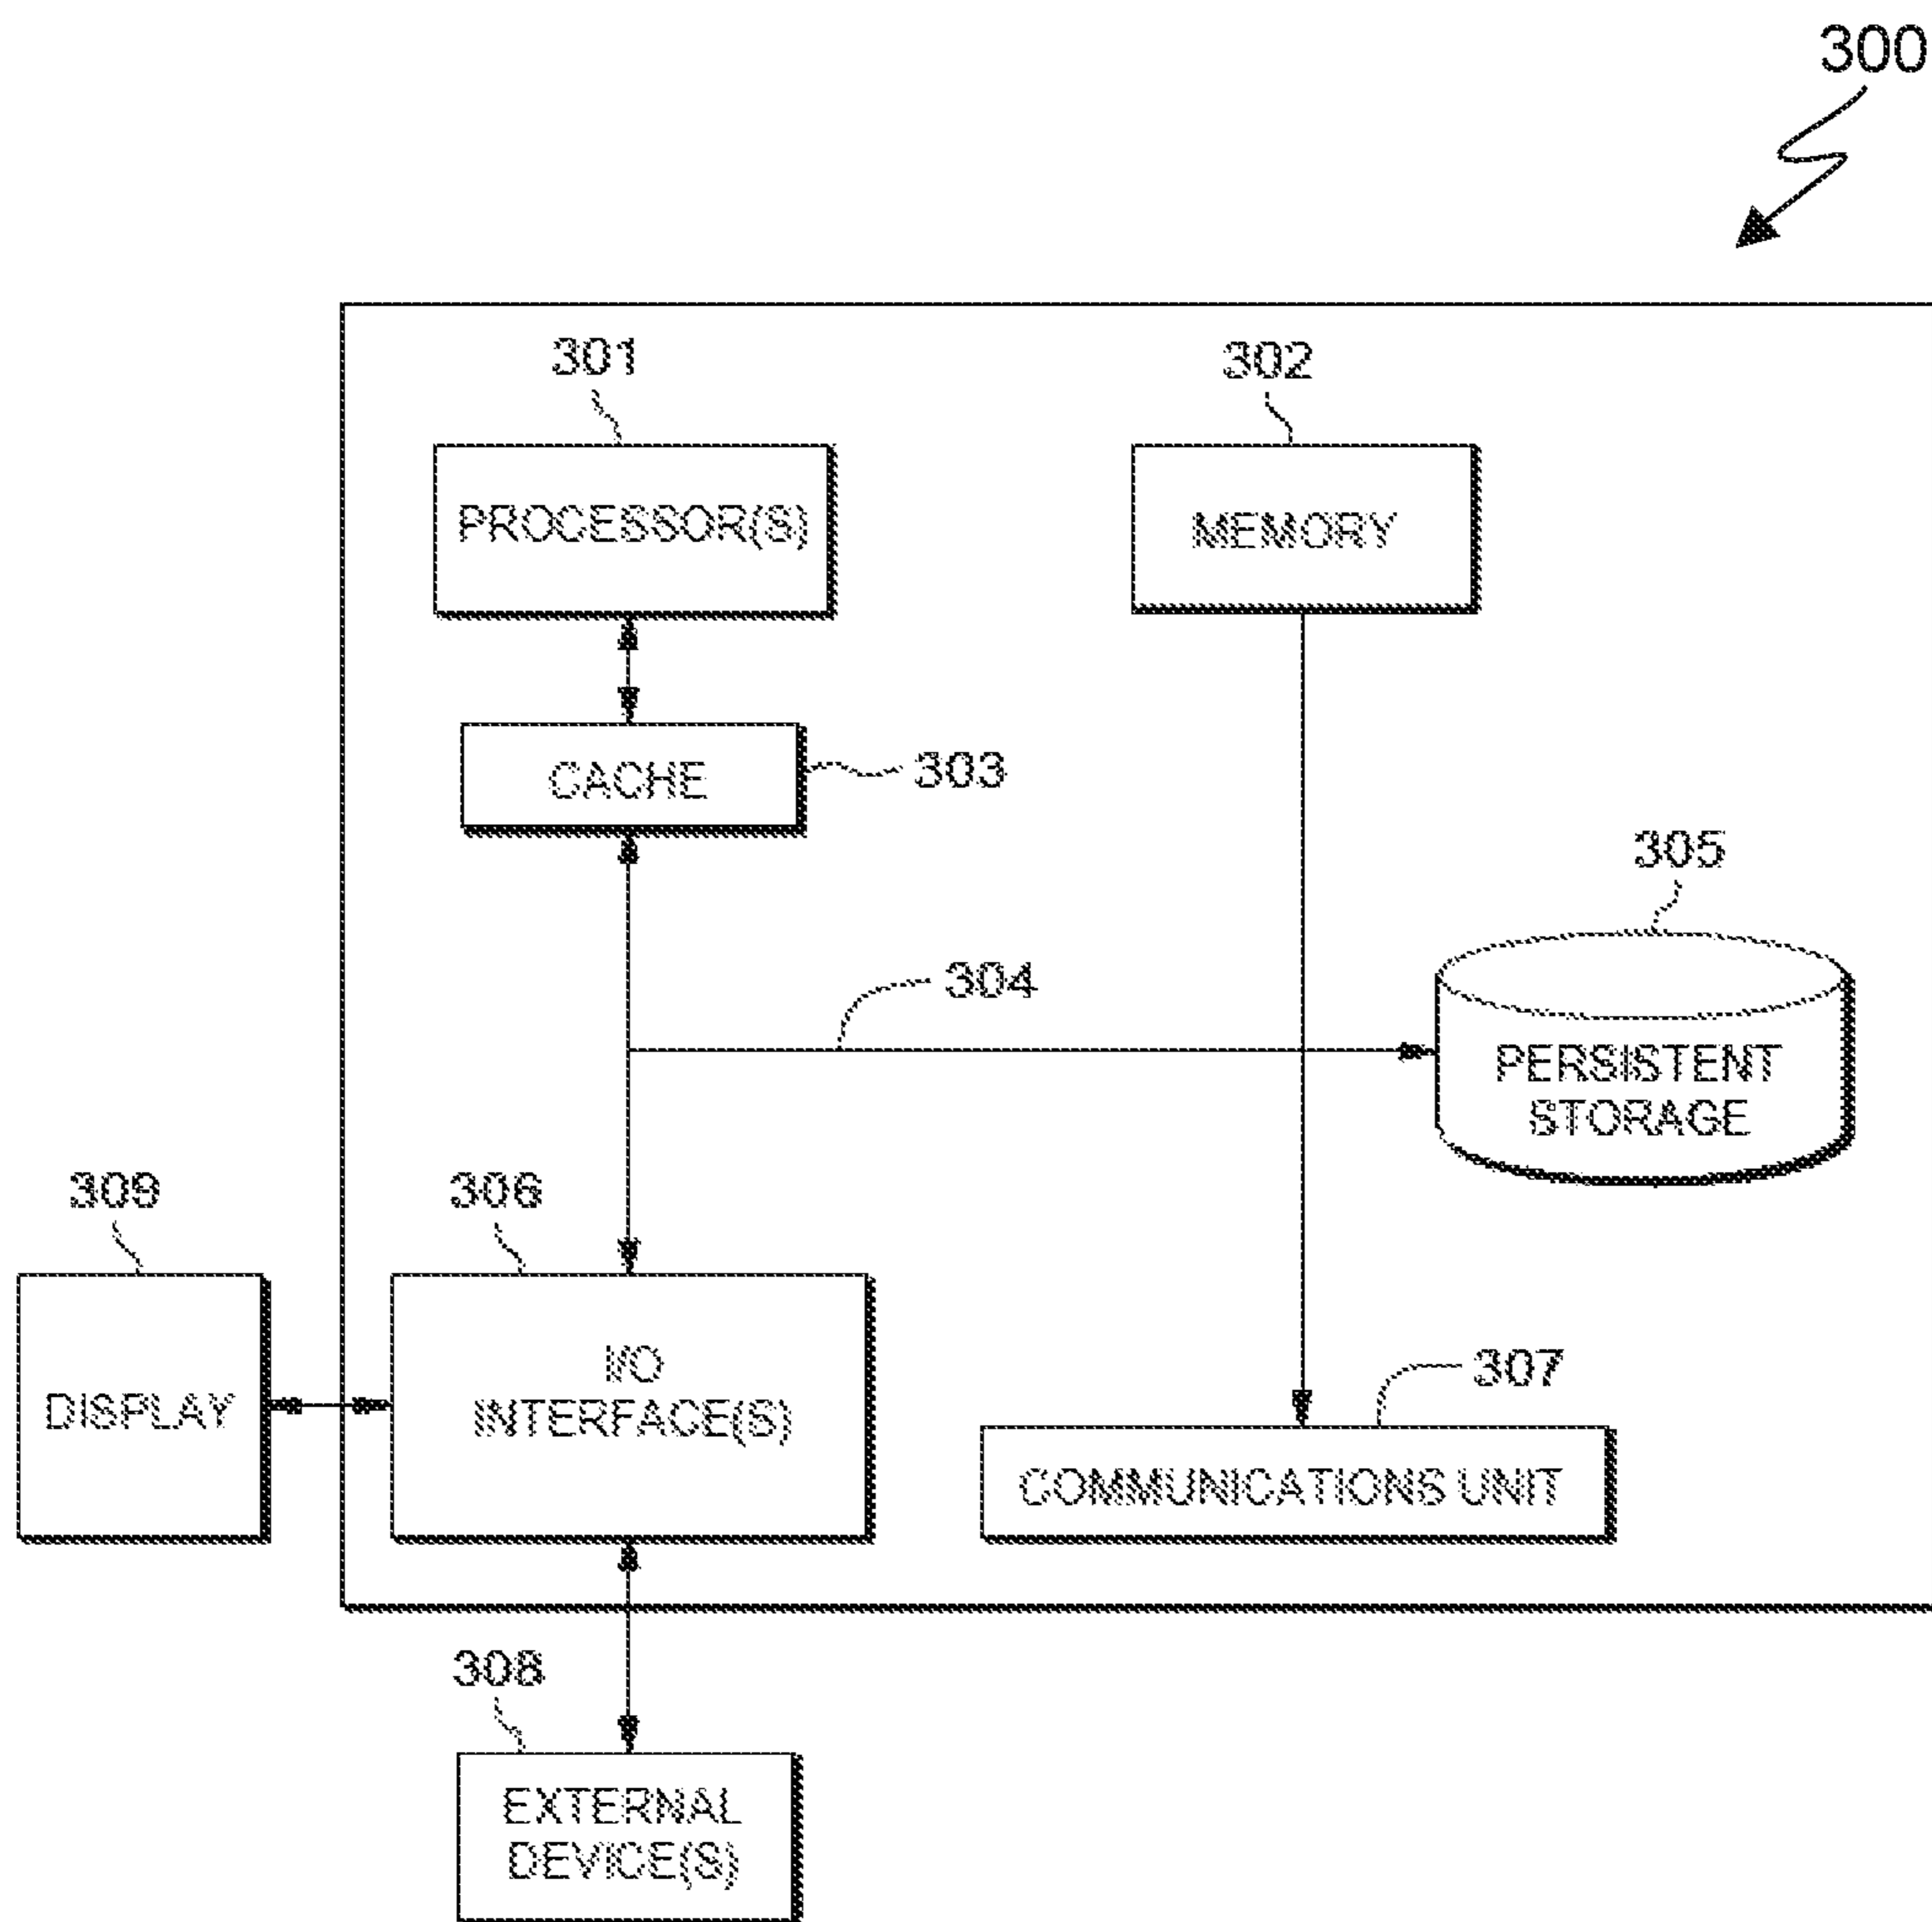 300
301
302
PROCESSOR(S)
MEMORY
CACHE
303
305
304
PERSISTENT
STORAGE
309
306
I/O
INTERFACE(S)
307
DISPLAY
COMMUNICATIONS UNIT
308
EXTERNAL
DEVICE(S)